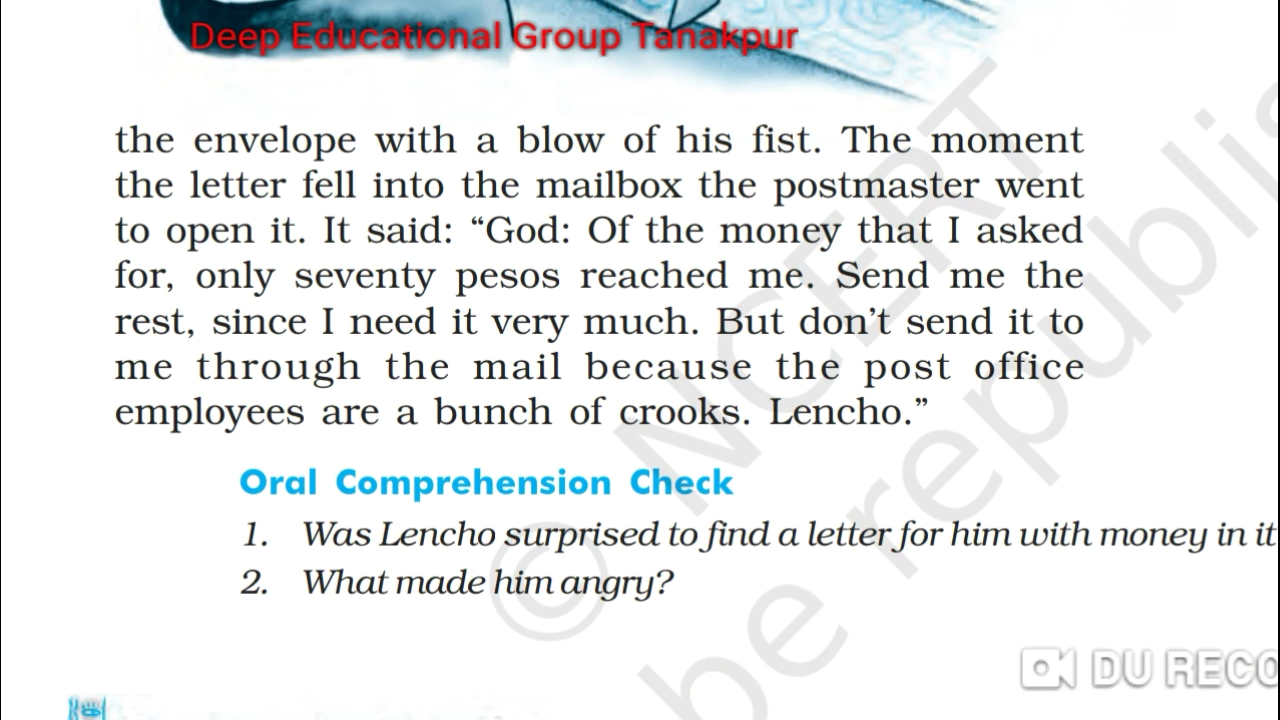 Deep Educational Group Tanakpur
the envelope with a blow of his fist. The moment
the letter fell into the mailbox the postmaster went
to open it. It said: “God: Of the money that I asked
for, only seventy pesos reached me. Send me the
rest, since I need it very much. But don’t send it to
me through the mail because the post office
employees are a bunch of crooks. Lencho.”
Oral Comprehension Check
1. Was Lencho surprised to find a letter for him with money in it
2. What made him angry?
© NCERT
be republis
DU RECO